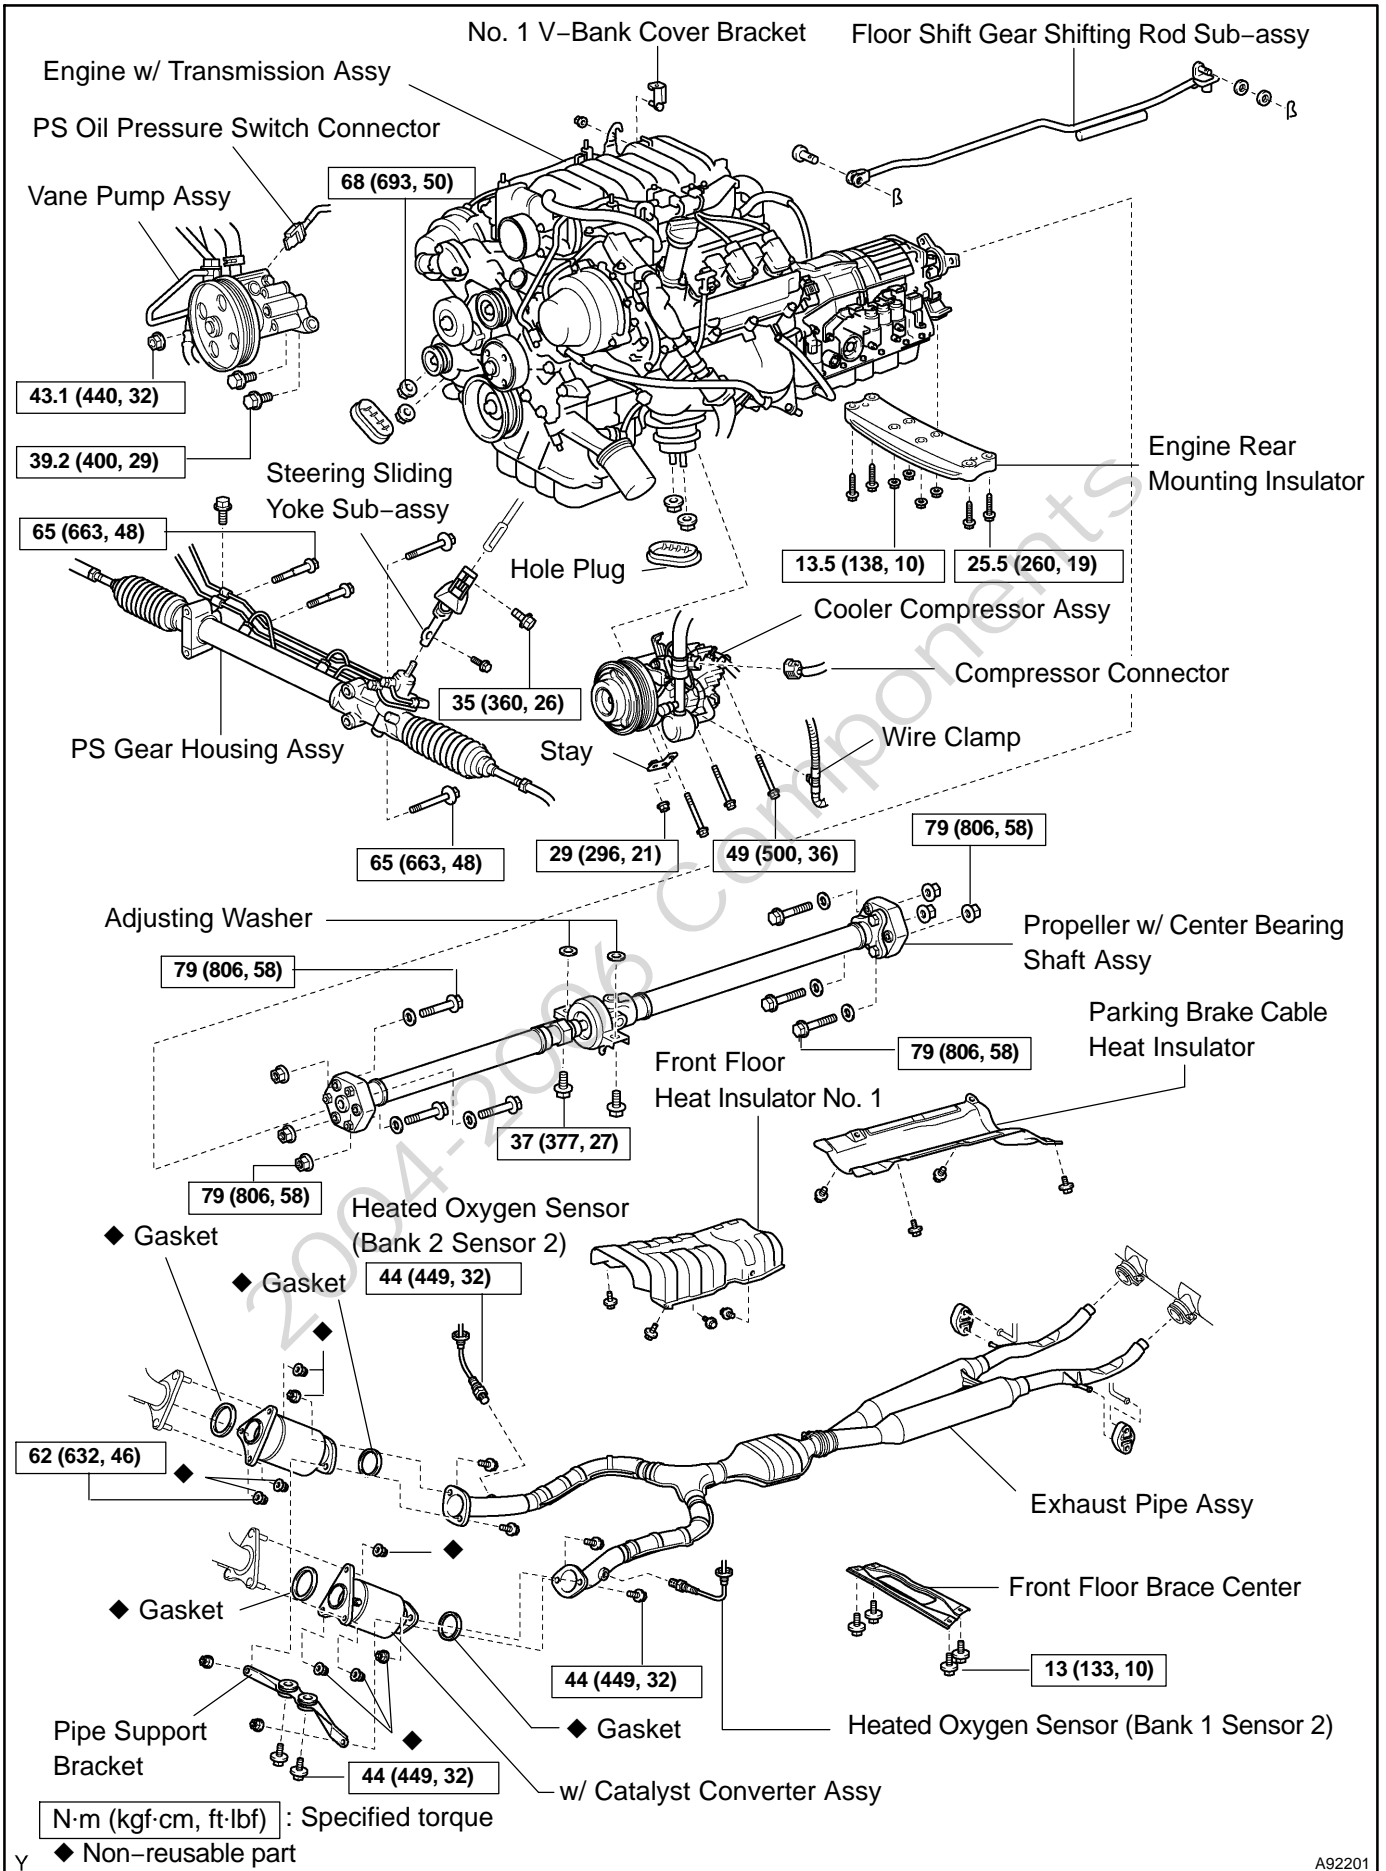 No. 1 V−Bank Cover Bracket
Floor Shift Gear Shifting Rod Sub−assy
Engine w/ Transmission Assy
PS Oil Pressure Switch Connector
68 (693, 50)
Vane Pump Assy
43.1 (440, 32)
39.2 (400, 29)
Engine Rear
Mounting Insulator
Steering Sliding
Yoke Sub−assy
65 (663, 48)
Hole Plug
13.5 (138, 10)
25.5 (260, 19)
Cooler Compressor Assy
Compressor Connector
35 (360, 26)
PS Gear Housing Assy
Stay
Wire Clamp
65 (663, 48)
29 (296, 21)
49 (500, 36)
79 (806, 58)
Adjusting Washer
Propeller w/ Center Bearing
Shaft Assy
79 (806, 58)
Parking Brake Cable
Heat Insulator
79 (806, 58)
Front Floor
Heat Insulator No. 1
37 (377, 27)
79 (806, 58)
Heated Oxygen Sensor
(Bank 2 Sensor 2)
◆ Gasket
44 (449, 32)
◆ Gasket
◆
62 (632, 46)
◆
Exhaust Pipe Assy
◆
◆ Gasket
Front Floor Brace Center
44 (449, 32)
13 (133, 10)
Pipe Support
Bracket
◆
◆ Gasket
Heated Oxygen Sensor (Bank 1 Sensor 2)
44 (449, 32)
w/ Catalyst Converter Assy
N·m (kgf·cm, ft·lbf) : Specified torque
◆ Non−reusable part
Y
A92201
2004-2006 Components